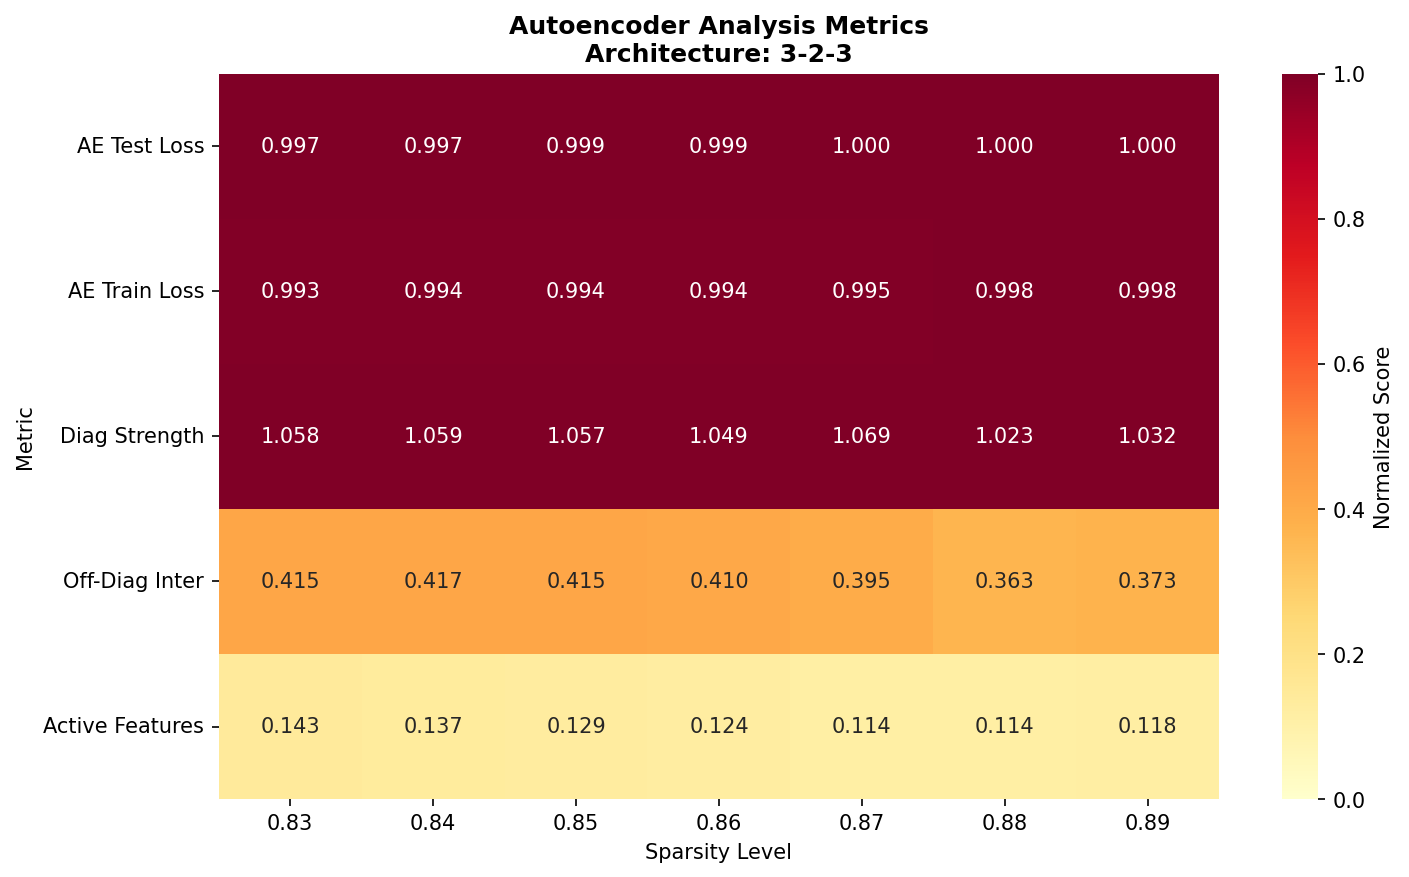 Autoencoder Analysis Metrics
Architecture: 3-2-3
AE Test Loss 0.997 0.997 0.999 0.999 1.000 1.000 1.000
AE Train Loss 0.993 0.994 0.994 0.994 0.995 0.998 0.998
Diag Strength 1.058 1.059 1.057 1.049 1.069 1.023 1.032
Off-Diag Inter 0.415 0.417 0.415 0.410 0.395 0.363 0.373
Active Features 0.143 0.137 0.129 0.124 0.114 0.114 0.118
0.83 0.84 0.85 0.86 0.87 0.88 0.89
Sparsity Level
Metric
1.0
0.8
0.6
0.4
0.2
0.0
Normalized Score